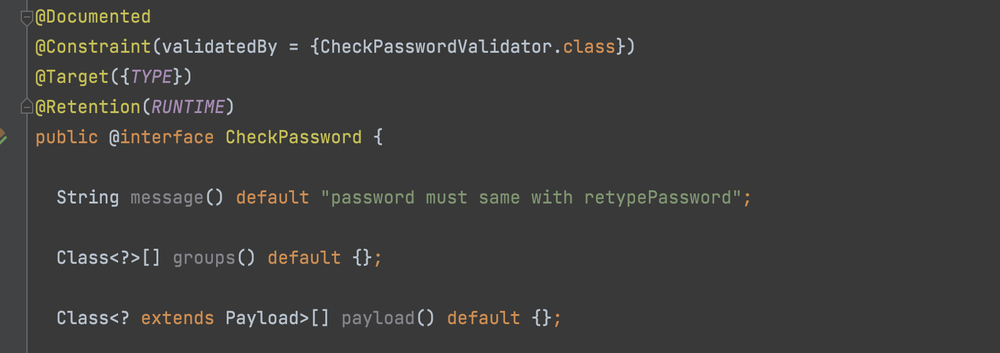 @Documented
@Constraint(validatedBy = {CheckPasswordValidator.class})
@Target({TYPE})
@Retention(RUNTIME)
public @interface CheckPassword {
String message() default "password must same with retypePassword";
Class<?>[] groups() default {};
Class<? extends Payload>[] payload() default {};